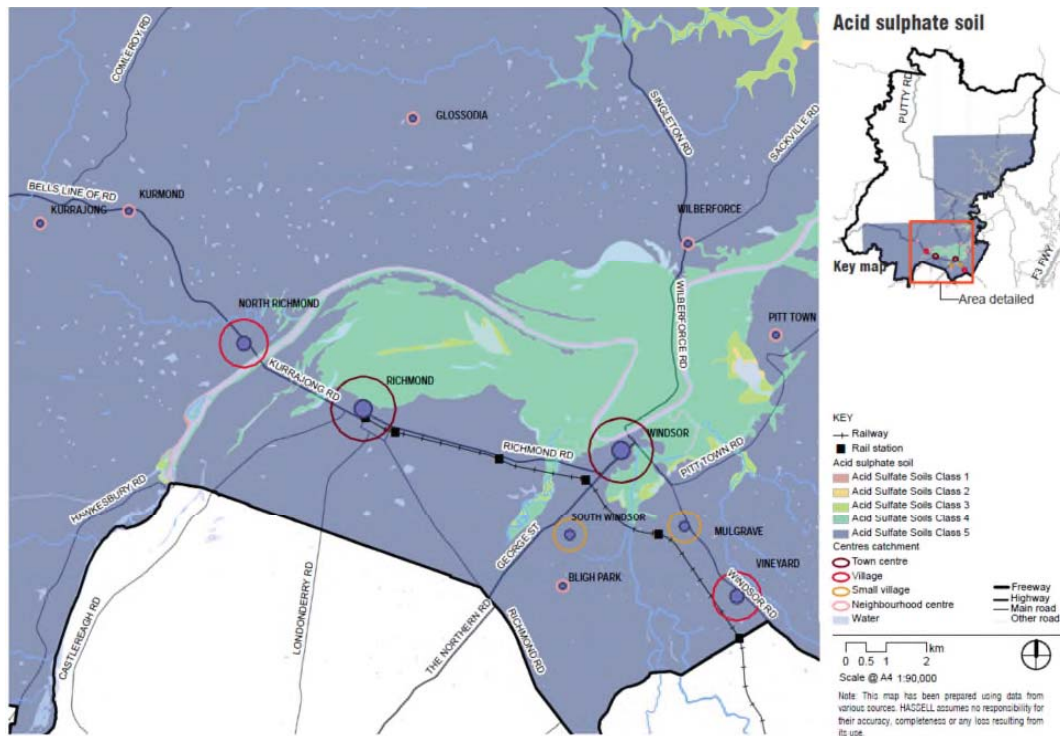 Acid sulphate soil
PUTTY RD
F3 FWY
Key map
Area detailed
COMLEROY RD
GLOSSODIA
SINGLETON RD
SACKVILLE RD
BELLS LINE OF RD
KURMOND
KURRAJONG
WILBERFORCE
WILBERFORCE RD
NORTH RICHMOND
PITT TOWN
KURRAJONG RD
RICHMOND
WINDSOR
RICHMOND RD
PITT TOWN RD
HAWKESBURY RD
GEORGE ST
SOUTH WINDSOR
MULGRAVE
BLIGH PARK
VINEYARD
WINDSOR RD
CASTLEREAGH RD
LONDONDERRY RD
THE NORTHERN RD
RICHMOND RD
KEY
Railway
Rail station
Acid sulphate soil
Acid Sulfate Soils Class 1
Acid Sulfate Soils Class 2
Acid Sulfate Soils Class 3
Acid Sulfate Soils Class 4
Acid Sulfate Soils Class 5
Centres catchment
Town centre
Village
Small village
Neighbourhood centre
Water
Freeway
Highway
Main road
Other road
0 0.5 1 2 km
Scale @ A4 1:90,000
Note: This map has been prepared using data from
various sources. HASSELL assumes no responsibility for
their accuracy, completeness or any loss resulting from
its use.